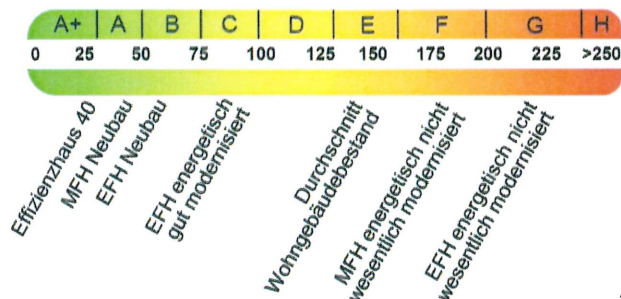 A+ A B C D E F G H
0 25 50 75 100 125 150 175 200 225 >250
Effizienzhaus 40
MFH Neubau
EFH Neubau
EFH energetisch
gut modernisiert
Durchschnitt
Wohngebäudebestand
MFH energetisch nicht
wesentlich modernisiert
EFH energetisch nicht
wesentlich modernisiert